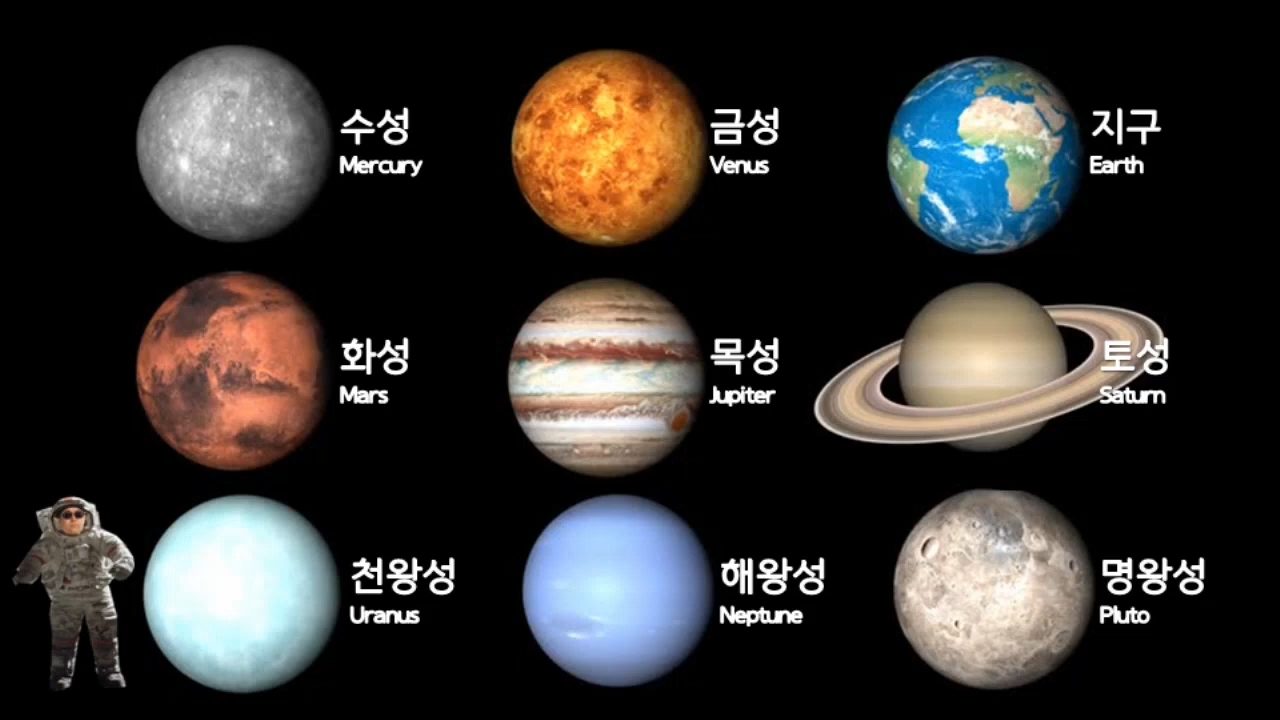 수성
Mercury
금성
Venus
지구
Earth
화성
Mars
목성
Jupiter
토성
Saturn
천왕성
Uranus
해왕성
Neptune
명왕성
Pluto